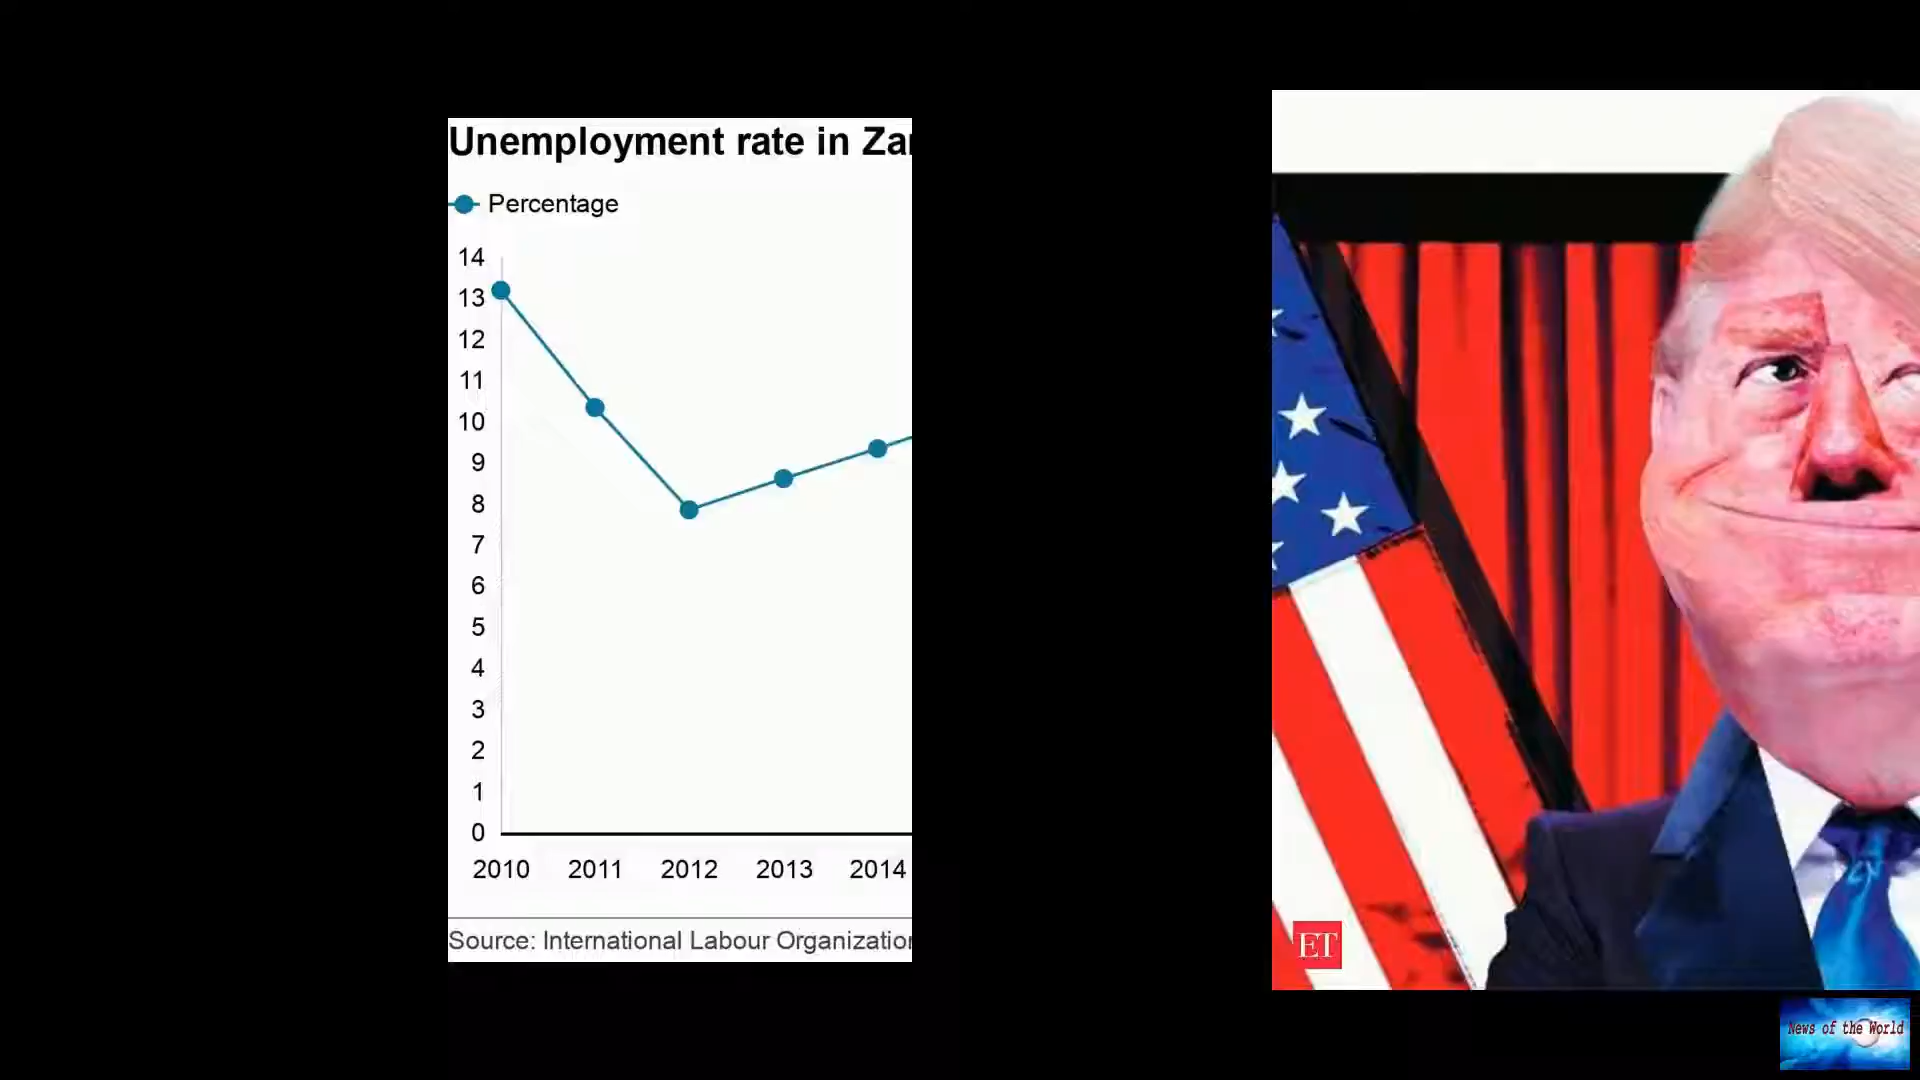 Unemployment rate in Za
Percentage
14
13
12
11
10
9
8
7
6
5
4
3
2
1
0
2010 2011 2012 2013 2014
Source: International Labour Organization
ET
News of the World